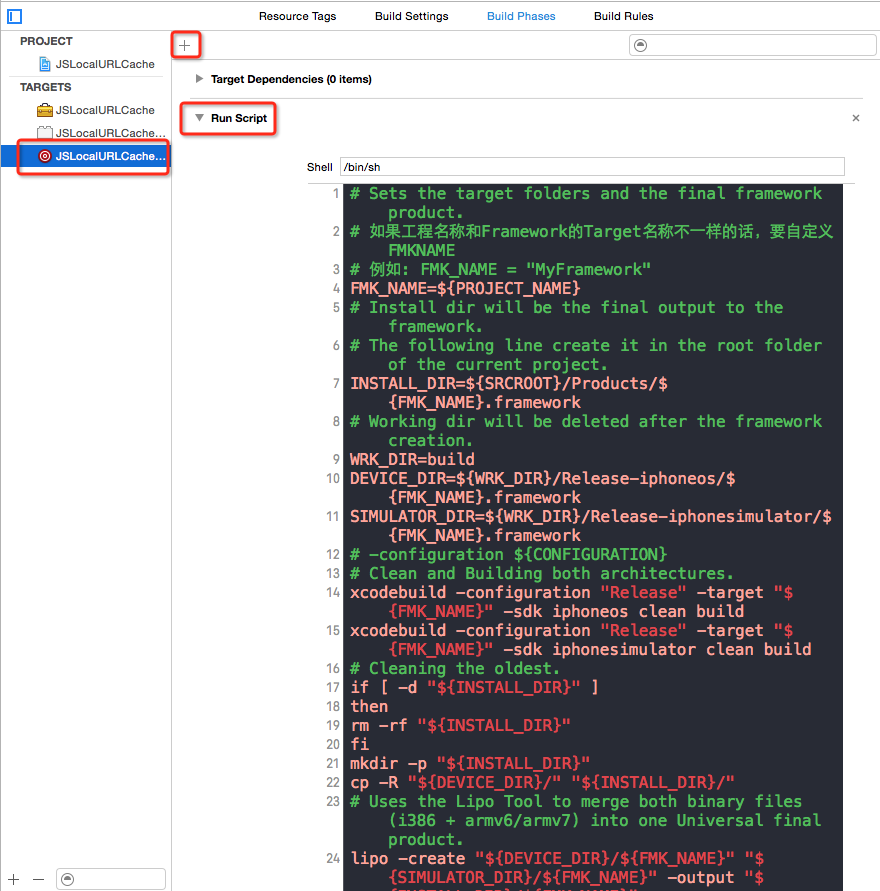 Resource Tags Build Settings Build Phases Build Rules
PROJECT
JSLocalURLCache
TARGETS
JSLocalURLCache
JSLocalURLCache...
JSLocalURLCache...
Target Dependencies (0 items)
Run Script
Shell /bin/sh
1 # Sets the target folders and the final framework
product.
2 # 如果工程名称和Framework的Target名称不一样的话，要自定义
FMKNAME
3 # 例如: FMK_NAME = "MyFramework"
4 FMK_NAME=${PROJECT_NAME}
5 # Install dir will be the final output to the
framework.
6 # The following line create it in the root folder
of the current project.
7 INSTALL_DIR=${SRCROOT}/Products/$
{FMK_NAME}.framework
8 # Working dir will be deleted after the framework
creation.
9 WRK_DIR=build
10 DEVICE_DIR=${WRK_DIR}/Release-iphoneos/$
{FMK_NAME}.framework
11 SIMULATOR_DIR=${WRK_DIR}/Release-iphonesimulator/$
{FMK_NAME}.framework
12 # -configuration ${CONFIGURATION}
13 # Clean and Building both architectures.
14 xcodebuild -configuration "Release" -target "$
{FMK_NAME}" -sdk iphoneos clean build
15 xcodebuild -configuration "Release" -target "$
{FMK_NAME}" -sdk iphonesimulator clean build
16 # Cleaning the oldest.
17 if [ -d "${INSTALL_DIR}" ]
18 then
19 rm -rf "${INSTALL_DIR}"
20 fi
21 mkdir -p "${INSTALL_DIR}"
22 cp -R "${DEVICE_DIR}/" "${INSTALL_DIR}/"
23 # Uses the Lipo Tool to merge both binary files
(i386 + armv6/armv7) into one Universal final
product.
24 lipo -create "${DEVICE_DIR}/${FMK_NAME}" "$
{SIMULATOR_DIR}/${FMK_NAME}" -output "$